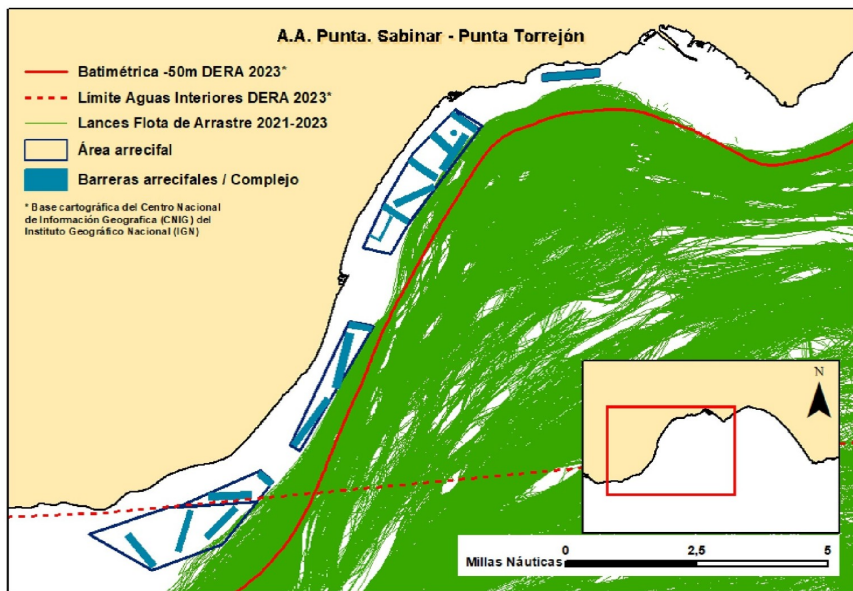 A.A. Punta. Sabinar - Punta Torrejón
Batimétrica -50m DERA 2023*
Límite Aguas Interiores DERA 2023*
Lances Flota de Arrastre 2021-2023
Área arrecifal
Barreras arrecifales / Complejo
* Base cartográfica del Centro Nacional
de Información Geografica (CNIG) del
Instituto Geográfico Nacional (IGN)
N
Millas Náuticas
0 2,5 5